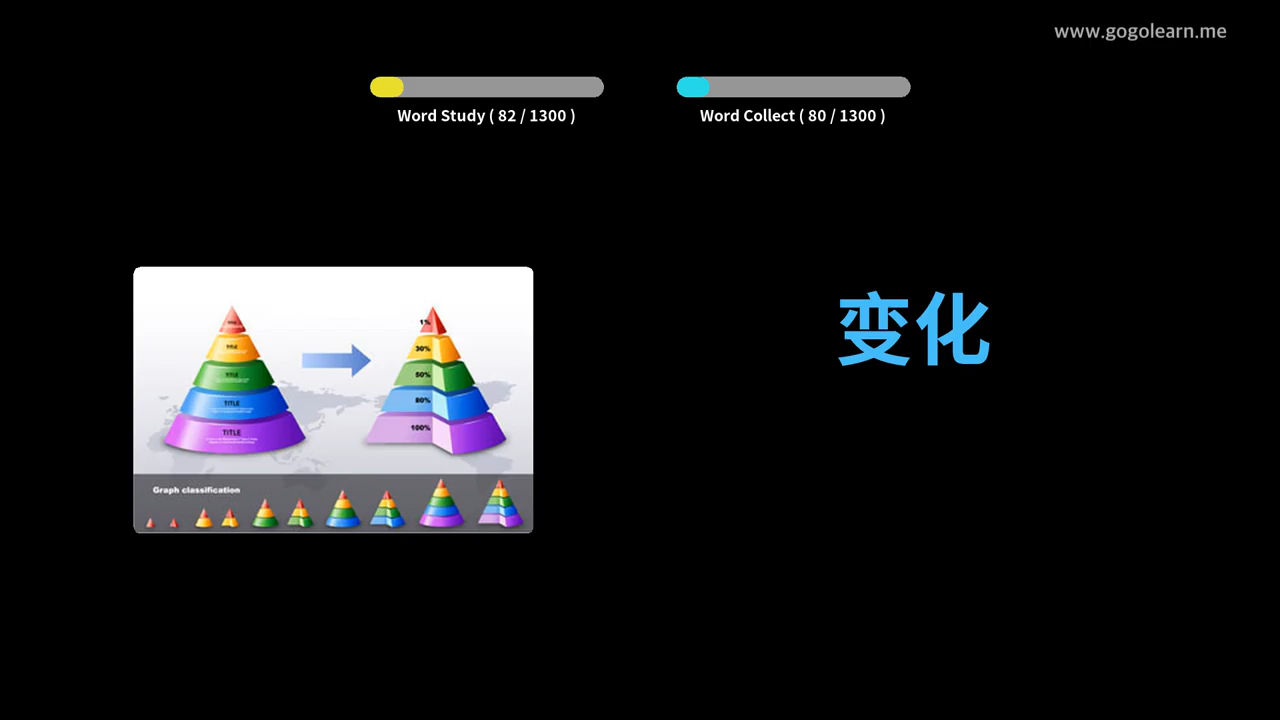 www.gogolearn.me
Word Study ( 82 / 1300 )
Word Collect ( 80 / 1300 )
变化
TITLE
TITLE
TITLE
TITLE
1%
30%
50%
80%
100%
Graph classification